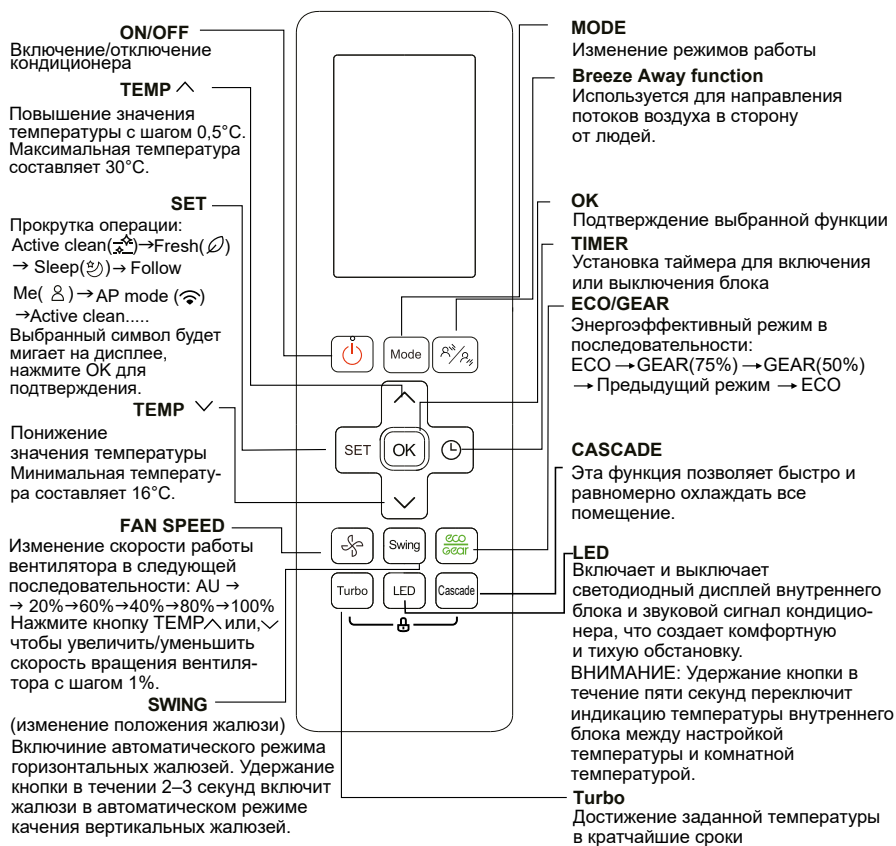 ON/OFF
Включение/отключение
кондиционера
TEMP ︿
Повышение значения
температуры с шагом 0,5°C.
Максимальная температура
составляет 30°C.
SET
Прокрутка операции:
Active clean( )→Fresh( )
→ Sleep( )→ Follow
Me( )→AP mode ( )
→Active clean.....
Выбранный символ будет
мигает на дисплее,
нажмите OK для
подтверждения.
TEMP ﹀
Понижение
значения температуры
Минимальная температу-
ра составляет 16°C.
FAN SPEED
Изменение скорости работы
вентилятора в следующей
последовательности: AU →
→ 20%→60%→40%→80%→100%
Нажмите кнопку TEMP︿или,﹀
чтобы увеличить/уменьшить
скорость вращения вентиля-
тора с шагом 1%.
SWING
(изменение положения жалюзи)
Включиние автоматического режима
горизонтальных жалюзей. Удержание
кнопки в течении 2–3 секунд включит
жалюзи в автоматическом режиме
качения вертикальных жалюзей.
Mode
SET
OK
Swing
eco
Gear
Turbo
LED
Cascade
MODE
Изменение режимов работы
Breeze Away function
Используется для направления
потоков воздуха в сторону
от людей.
OK
Подтверждение выбранной функции
TIMER
Установка таймера для включения
или выключения блока
ECO/GEAR
Энергоэффективный режим в
последовательности:
ECO →GEAR(75%) →GEAR(50%)
→ Предыдущий режим → ECO
CASCADE
Эта функция позволяет быстро и
равномерно охлаждать все
помещение.
LED
Включает и выключает
светодиодный дисплей внутреннего
блока и звуковой сигнал кондицио-
нера, что создает комфортную
и тихую обстановку.
ВНИМАНИЕ: Удержание кнопки в
течение пяти секунд переключит
индикацию температуры внутреннего
блока между настройкой
температуры и комнатной
температурой.
Turbo
Достижение заданной температуры
в кратчайшие сроки